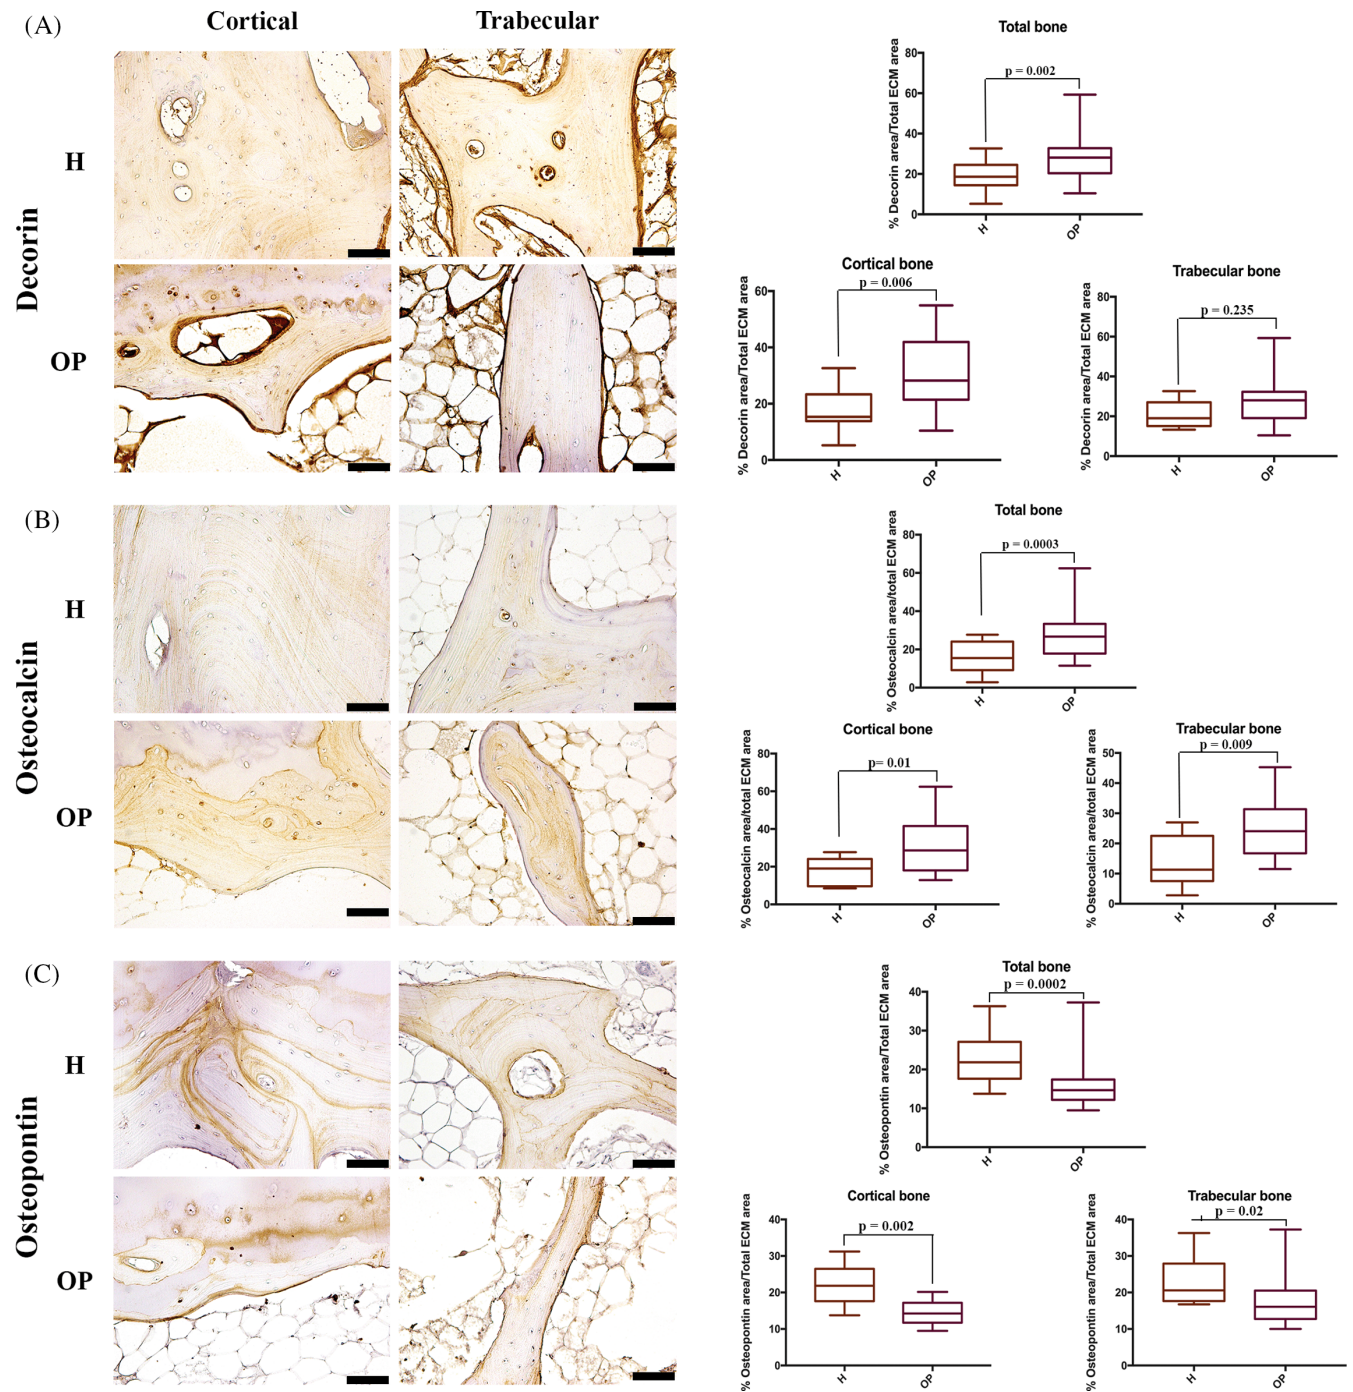 (A)
Cortical
Trabecular
Decorin
H
OP
Total bone
% Decorin area/Total ECM area
80
60
40
20
0
p = 0.002
H
OP
Cortical bone
% Decorin area/Total ECM area
60
40
20
0
p = 0.006
H
OP
Trabecular bone
% Decorin area/Total ECM area
80
60
40
20
0
p = 0.235
H
OP
(B)
Osteocalcin
H
OP
Total bone
% Osteocalcin area/total ECM area
80
60
40
20
0
p = 0.0003
H
OP
Cortical bone
% Osteocalcin area/total ECM area
80
60
40
20
0
p= 0.01
H
OP
Trabecular bone
% Osteocalcin area/total ECM area
50
40
30
20
10
0
p = 0.009
H
OP
(C)
Osteopontin
H
OP
Total bone
% Osteopontin area/Total ECM area
40
30
20
10
0
p = 0.0002
H
OP
Cortical bone
% Osteopontin area/Total ECM area
40
30
20
10
0
p = 0.002
H
OP
Trabecular bone
% Osteopontin area/Total ECM area
40
30
20
10
0
p = 0.02
H
OP